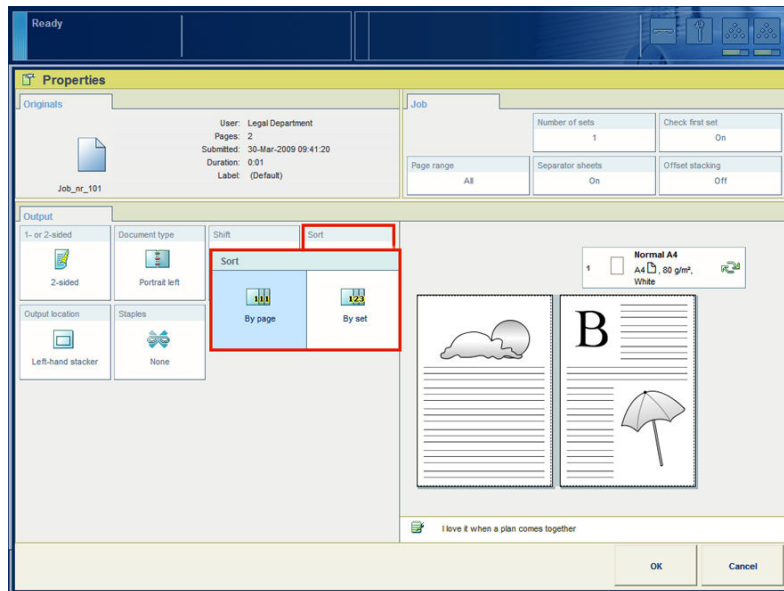 Ready
Properties
Originals
User: Legal Department
Pages: 2
Submitted: 30-Mar-2009 09:41:20
Duration: 0:01
Label: (Default)
Job_nr_101
Job
Number of sets
1
Check first set
On
Page range
All
Separator sheets
On
Offset stacking
Off
Output
1- or 2-sided
2-sided
Document type
Portrait left
Shift
Sort
Sort
111
By page
123
By set
Output location
Left-hand stacker
Staples
None
1
Normal A4
A4 , 80 g/m²,
White
B
I love it when a plan comes together
OK
Cancel